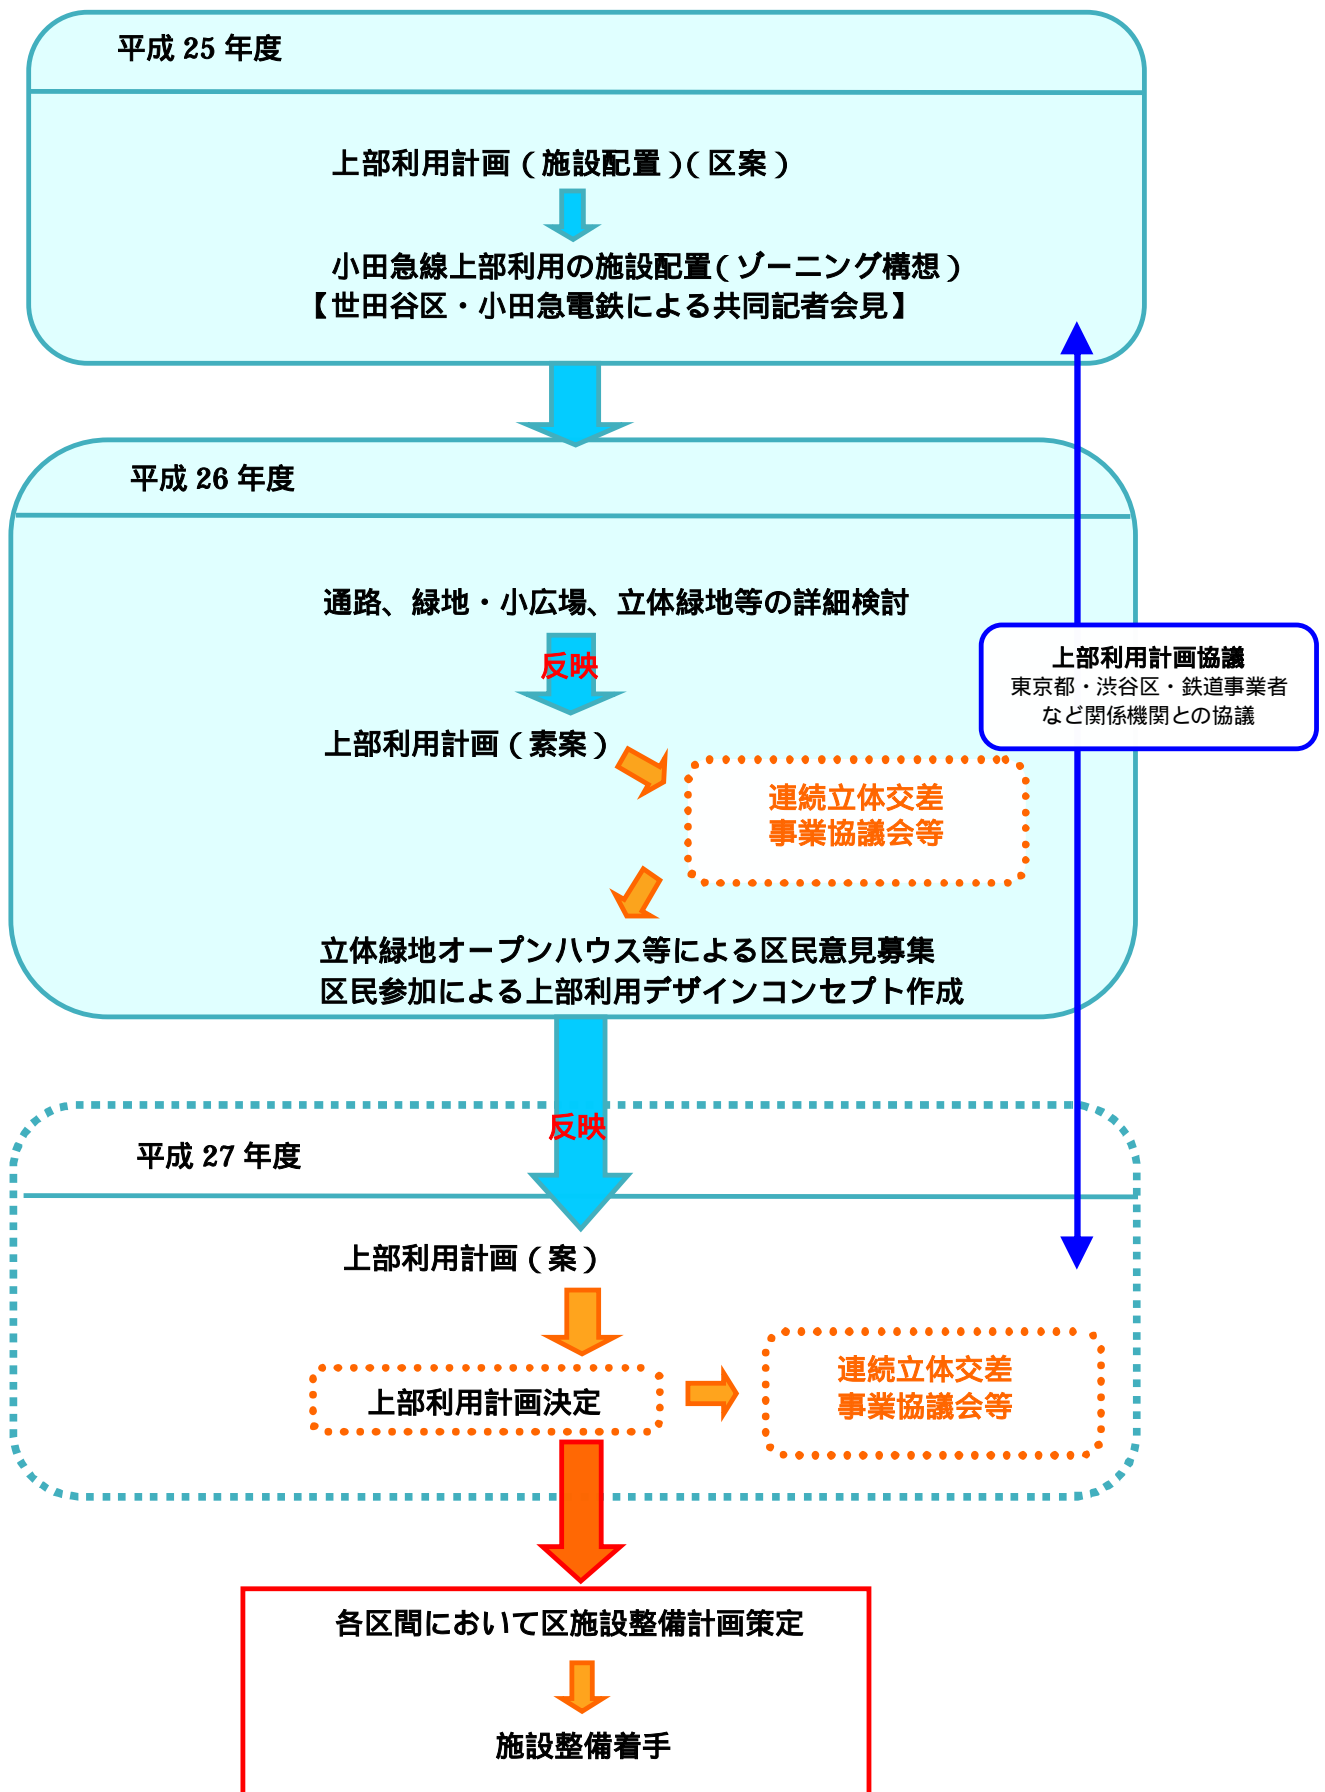 平成 25 年度
上部利用計画（施設配置）（区案）
小田急線上部利用の施設配置（ゾーニング構想）
【世田谷区・小田急電鉄による共同記者会見】
平成 26 年度
通路、緑地・小広場、立体緑地等の詳細検討
反映
上部利用計画協議
東京都・渋谷区・鉄道事業者
など関係機関との協議
上部利用計画（素案）
連続立体交差
事業協議会等
立体緑地オープンハウス等による区民意見募集
区民参加による上部利用デザインコンセプト作成
反映
平成 27 年度
上部利用計画（案）
上部利用計画決定
連続立体交差
事業協議会等
各区間において区施設整備計画策定
施設整備着手